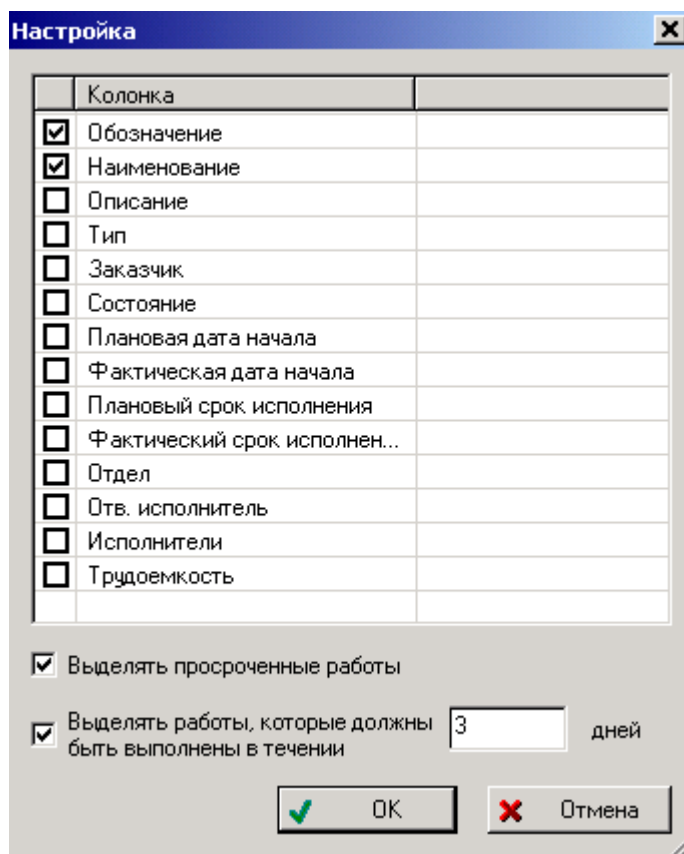 Настройка
Колонка
Обозначение
Наименование
Описание
Тип
Заказчик
Состояние
Плановая дата начала
Фактическая дата начала
Плановый срок исполнения
Фактический срок исполнен...
Отдел
Отв. исполнитель
Исполнители
Трудоемкость
Выделять просроченные работы
Выделять работы, которые должны
быть выполнены в течении
3 дней
OK Отмена